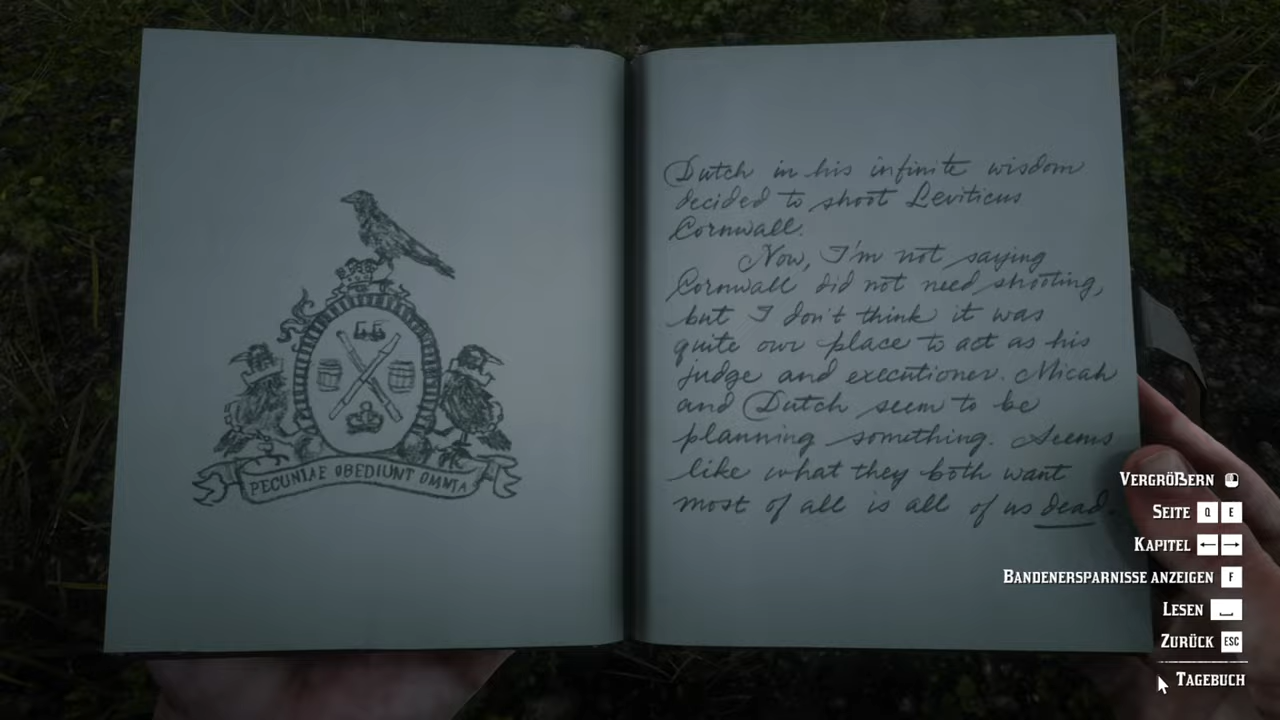 PECUNIAE OBEDIUNT OMNIA
Dutch in his infinite wisdom
decided to shoot Leviticus
Cornwall.
Now, I'm not saying
Cornwall did not need shooting,
but I don't think it was
quite our place to act as his
judge and executioner. Micah
and Dutch seem to be
planning something. Seems
like what they both want
most of all is all of us dead.
VERGRÖẞERN
SEITE Q E
KAPITEL ← →
BANDENERSPARNISSE ANZEIGEN F
LESEN
ZURÜCK ESC
TAGEBUCH